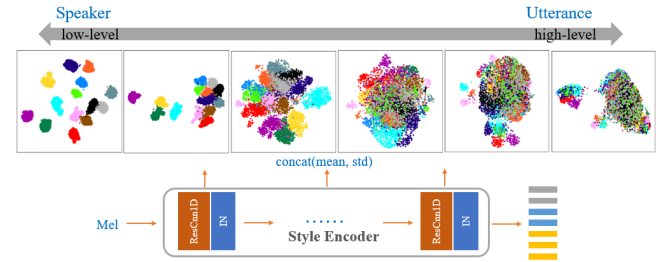 Speaker Utterance
low-level high-level
concat(mean, std)
Mel ResCnn1D IN ...... ResCnn1D IN
Style Encoder